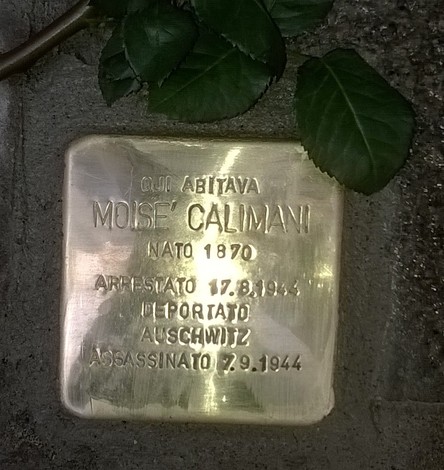 QUI ABITAVA
MOISE' CALIMANI
NATO 1870
ARRESTATO 17.8.1944
DEPORTATO
AUSCHWITZ
ASSASSINATO 7.9.1944